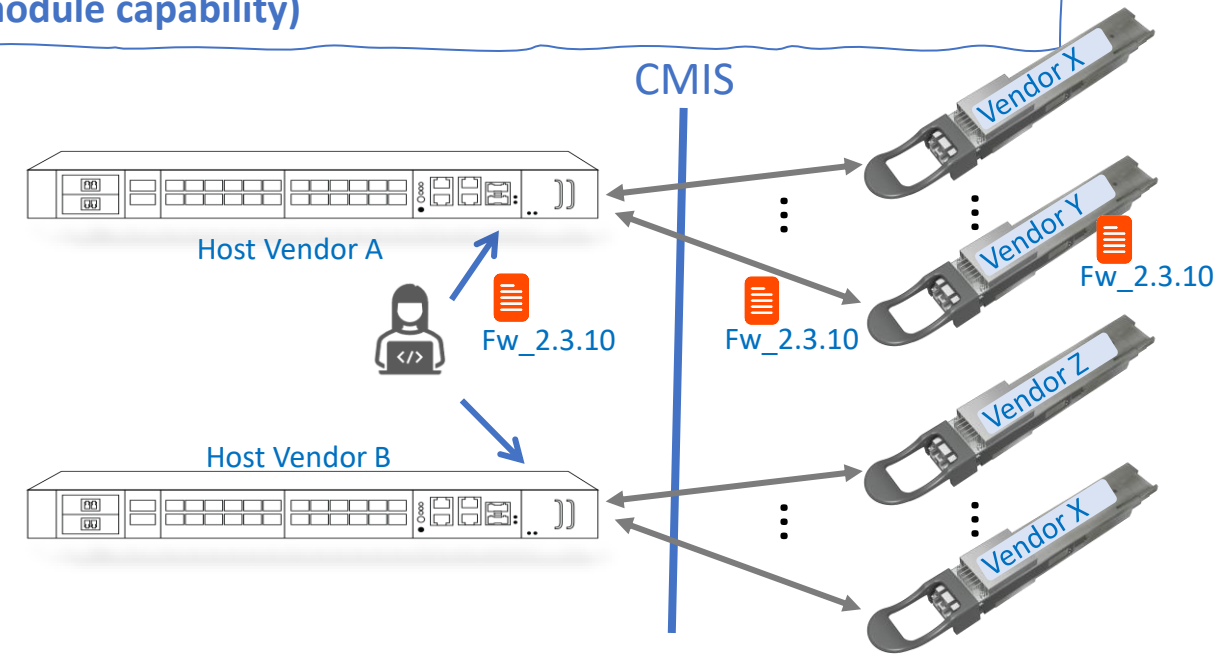 module capability)
CMIS
Vendor X
Host Vendor A
Vendor Y
Fw_2.3.10
Fw_2.3.10
Fw_2.3.10
</>
Vendor Z
Host Vendor B
Vendor X